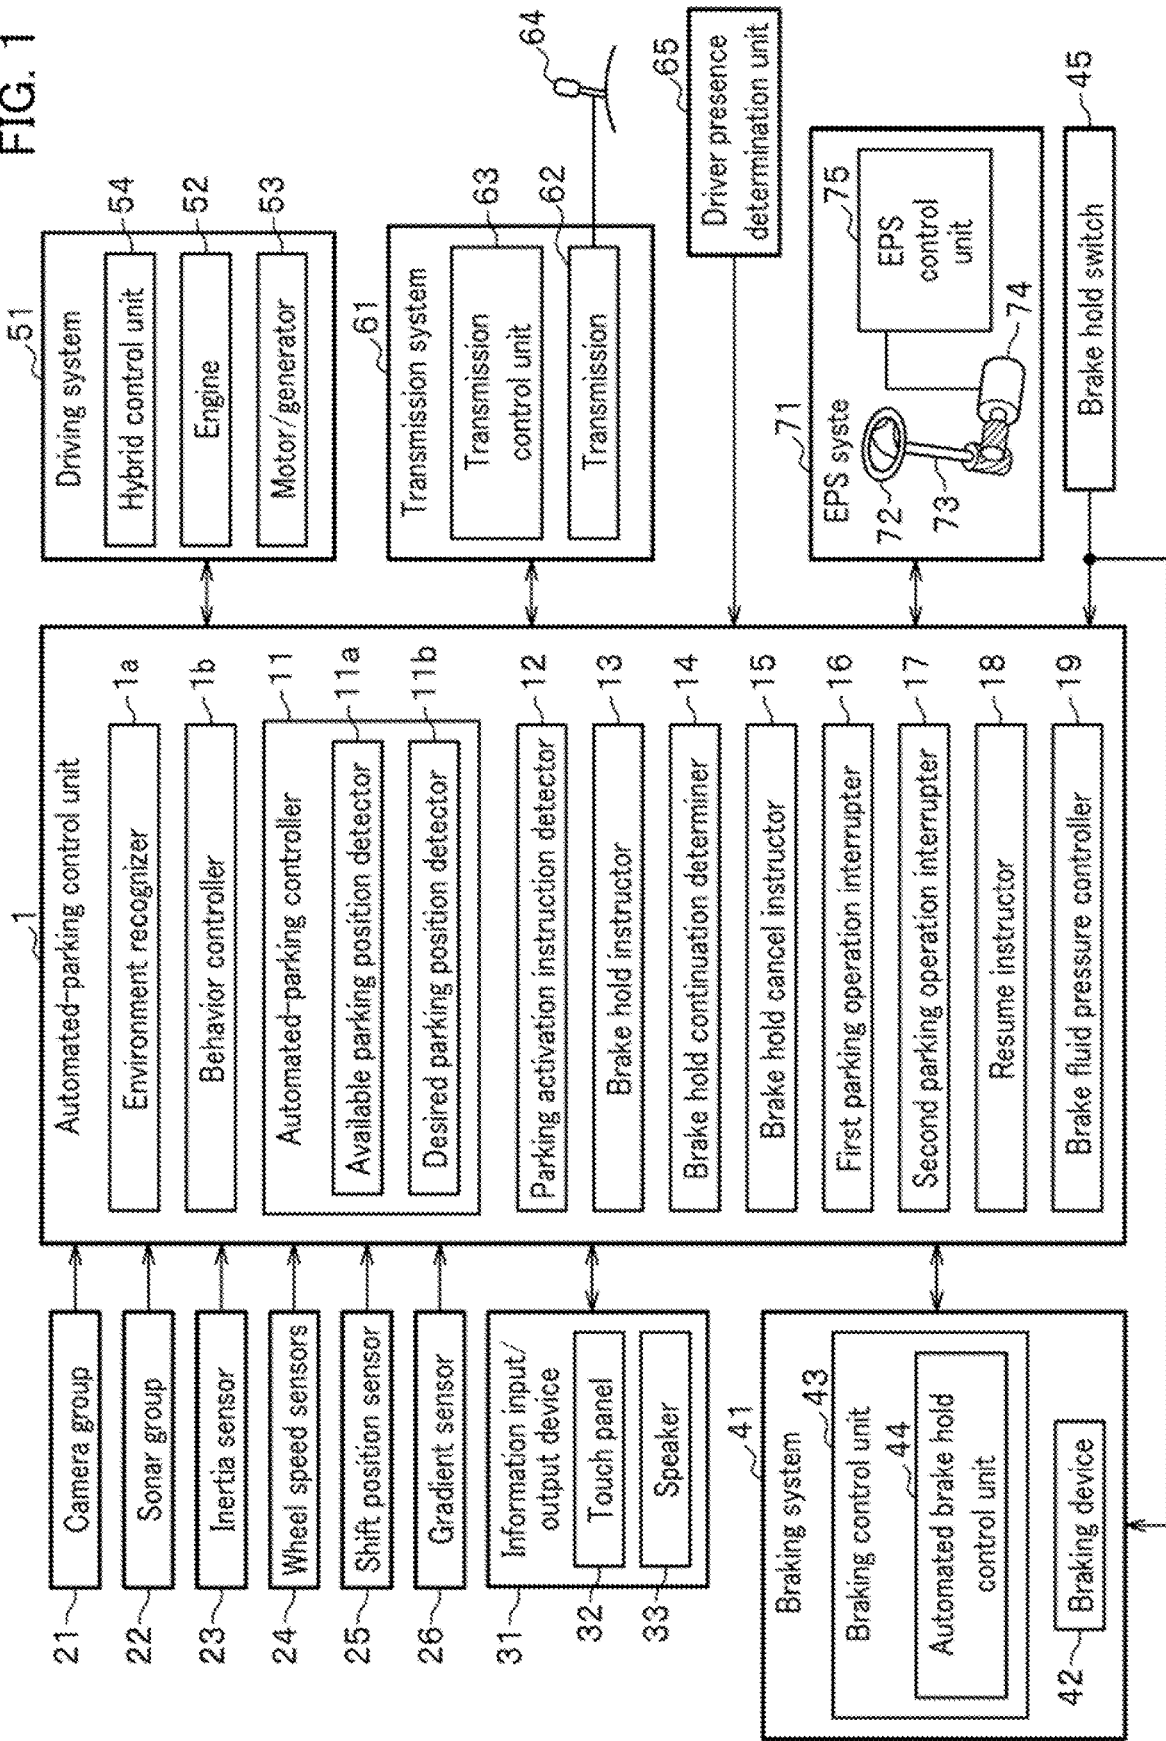 FIG. 1
1
Automated-parking control unit
Environment recognizer
1a
Behavior controller
1b
Automated-parking controller
11
Available parking position detector
11a
Desired parking position detector
11b
Parking activation instruction detector
12
Brake hold instructor
13
Brake hold continuation determiner
14
Brake hold cancel instructor
15
First parking operation interrupter
16
Second parking operation interrupter
17
Resume instructor
18
Brake fluid pressure controller
19
21
Camera group
22
Sonar group
23
Inertia sensor
24
Wheel speed sensors
25
Shift position sensor
26
Gradient sensor
31
Information input/
output device
32
Touch panel
33
Speaker
41
Braking system
43
Braking control unit
44
Automated brake hold
control unit
42
Braking device
51
Driving system
Hybrid control unit
54
Engine
52
Motor/generator
53
61
Transmission system
Transmission
control unit
63
Transmission
62
64
65
Driver presence
determination unit
71
EPS syste
72
73
74
75
EPS
control
unit
Brake hold switch
45